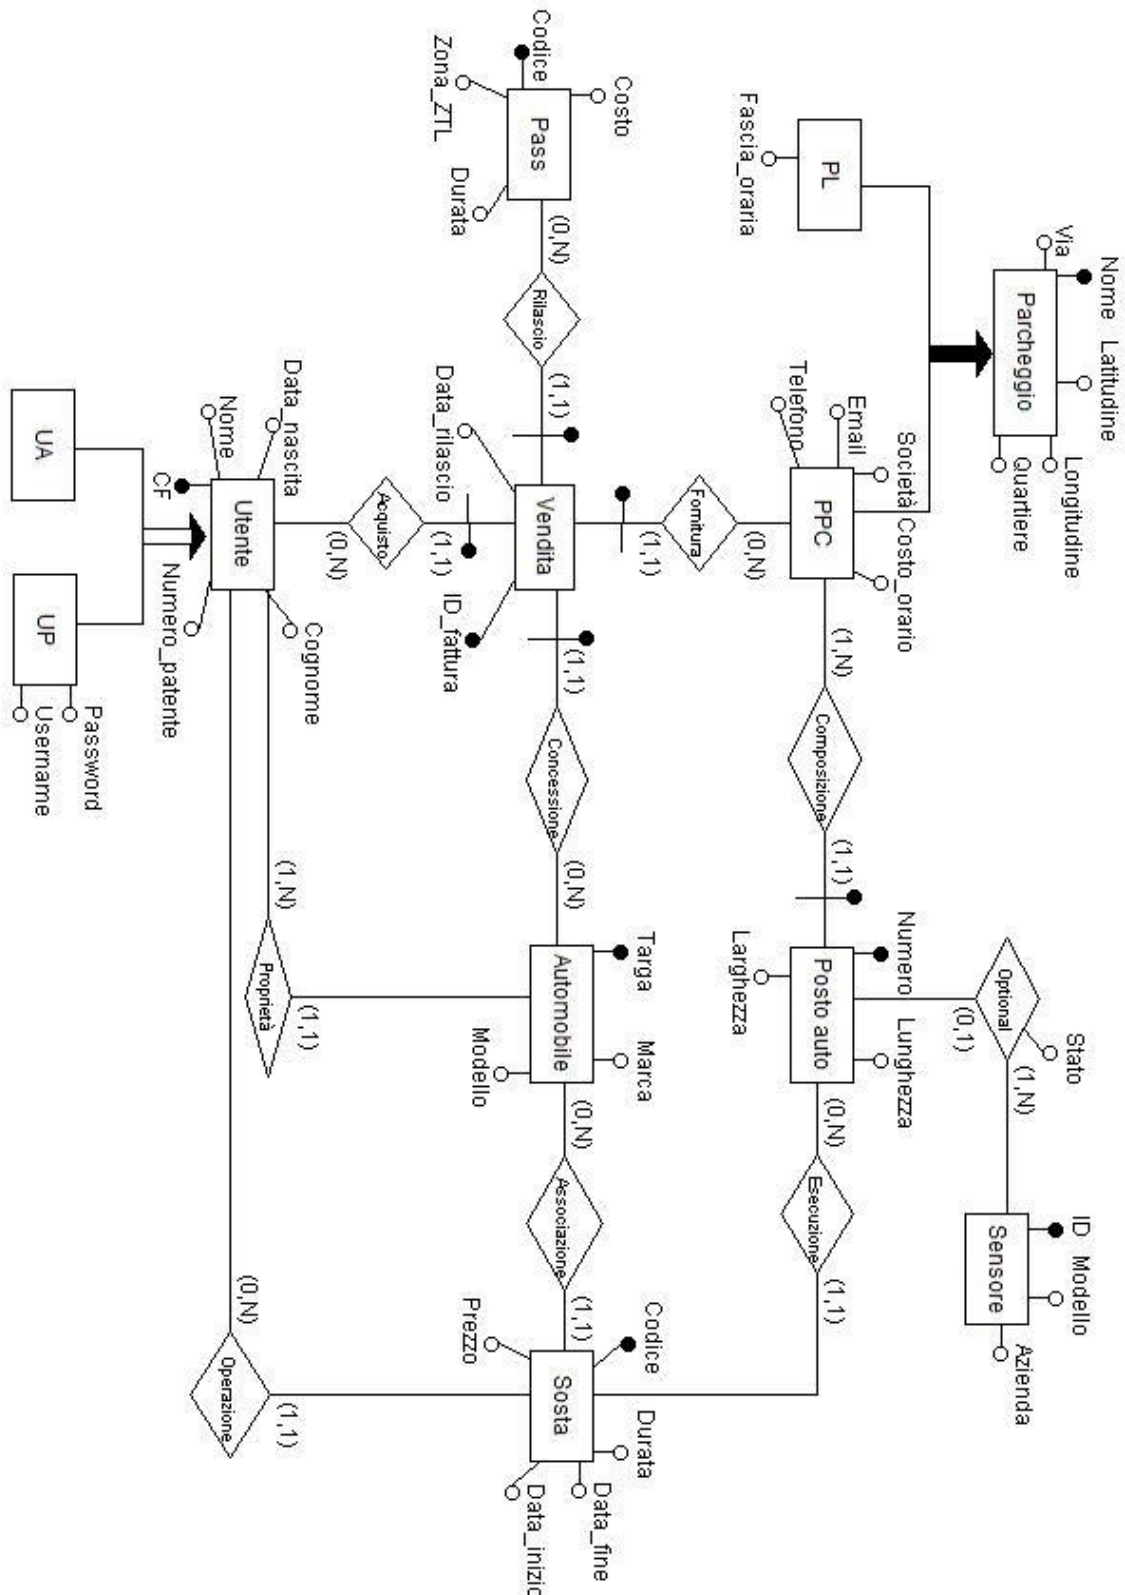 Codice
Zona_ZTL
Costo
Pass
Durata
(0,N)
Rilascio
(1,1)
Fascia_oraria
PL
Via
Nome
Latitudine
Parcheggio
Longitudine
Quartiere
Telefono
Email
Società
Costo_orario
PPC
(0,N)
Fornitura
(1,1)
Data_rilascio
Vendita
ID_fattura
(1,1)
Acquisto
(0,N)
Data_nascita
Nome
CF
Utente
Numero_patente
Cognome
UA
UP
Password
Username
(1,N)
Composizione
(1,1)
(1,1)
Concessione
(0,N)
Numero
Lunghezza
Larghezza
Posto auto
(0,1)
Optional
Stato
(1,N)
ID
Modello
Sensore
Azienda
Targa
Marca
Automobile
Modello
(1,N)
Proprietà
(1,1)
(0,N)
Associazione
(1,1)
(0,N)
Esecuzione
(1,1)
Codice
Prezzo
Sosta
Durata
Data_fine
Data_inizio
(0,N)
Operazione
(1,1)